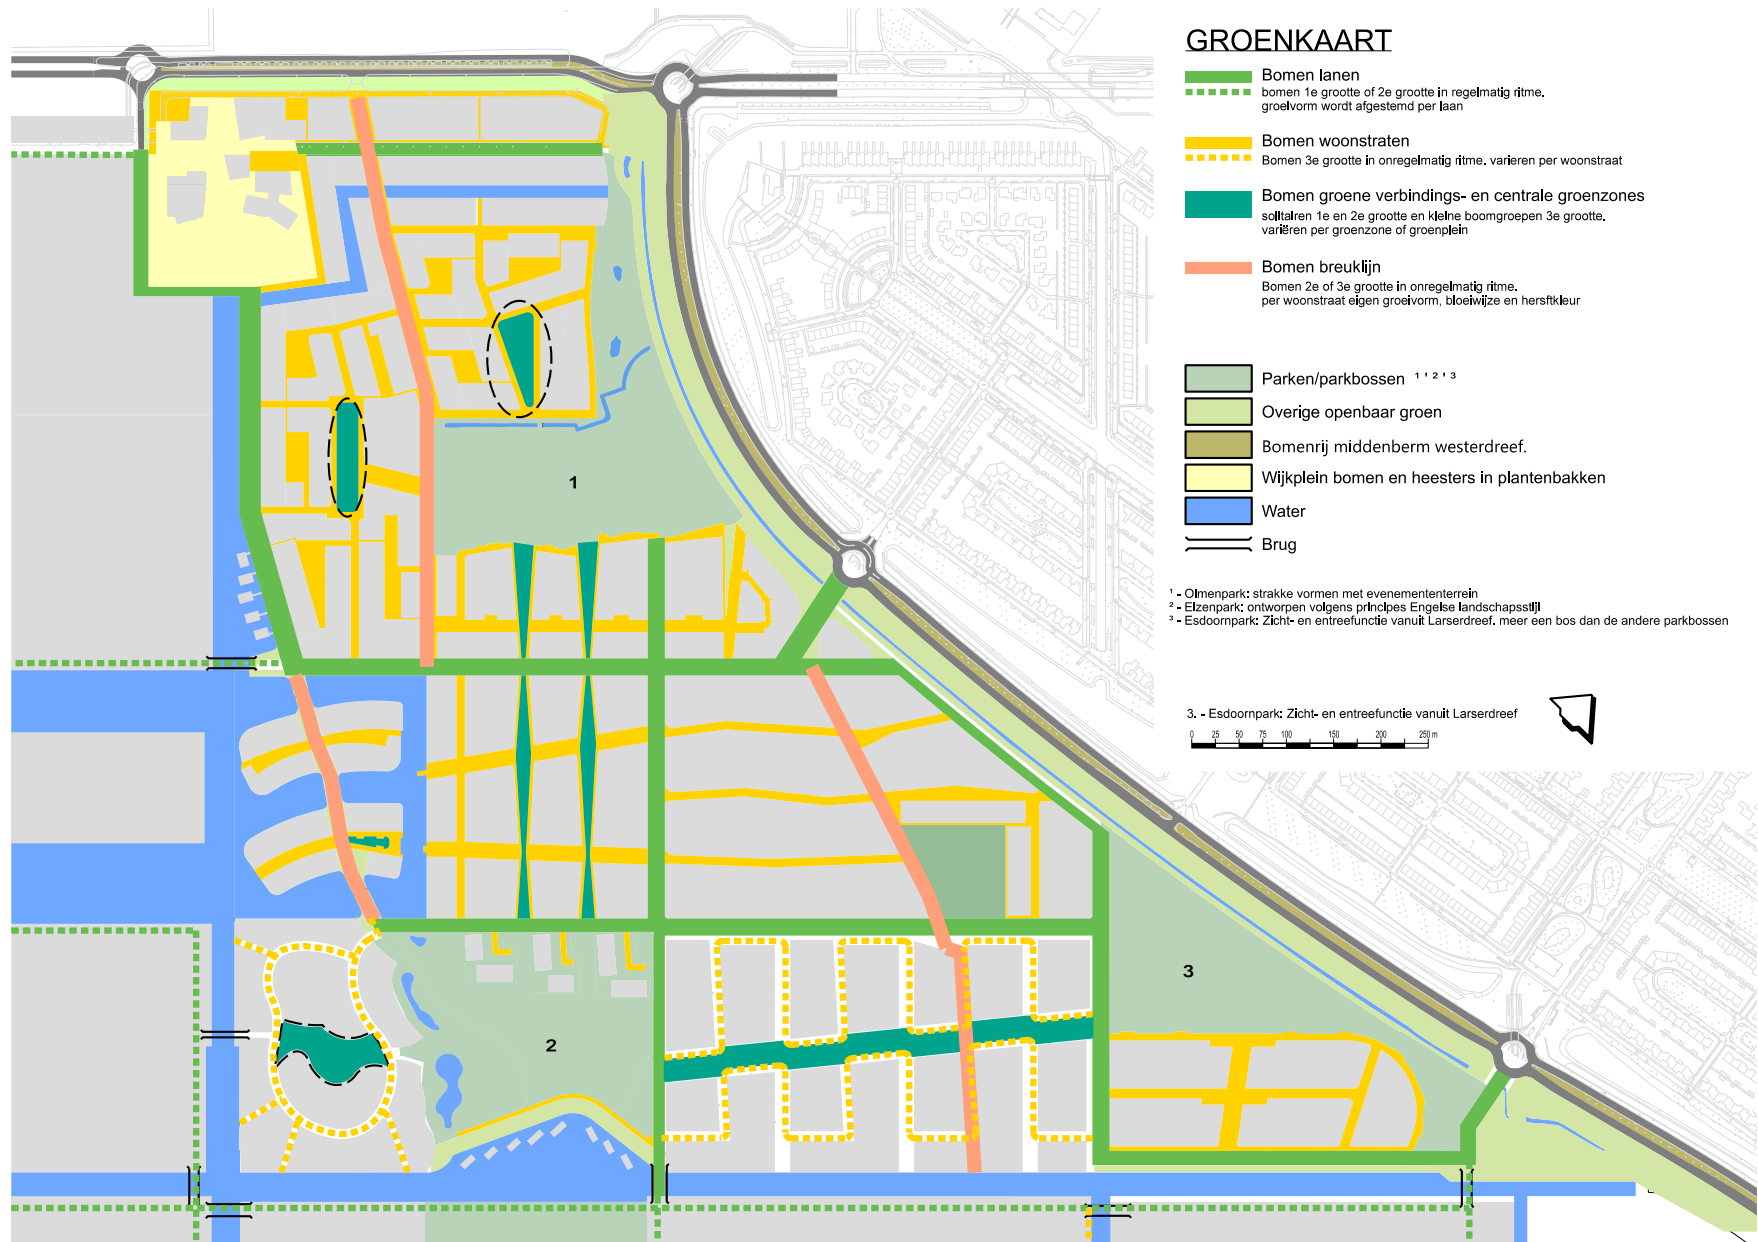 GROENKAART
Bomen lanen
bomen 1e grootte of 2e grootte in regelmatig ritme.
groeivorm wordt afgestemd per laan
Bomen woonstraten
Bomen 3e grootte in onregelmatig ritme. varieren per woonstraat
Bomen groene verbindings- en centrale groenzones
solitairen 1e en 2e grootte en kleine boomgroepen 3e grootte.
variëren per groenzone of groenplein
Bomen breuklijn
Bomen 2e of 3e grootte in onregelmatig ritme.
per woonstraat eigen groeivorm, bloeiwijze en hersftkleur
Parken/parkbossen 1 ' 2 ' 3
Overige openbaar groen
Bomenrij middenberm westerdreef.
Wijkplein bomen en heesters in plantenbakken
Water
Brug
1 - Olmenpark: strakke vormen met evenemententerrein
2 - Elzenpark: ontworpen volgens principes Engelse landschapsstijl
3 - Esdoornpark: Zicht- en entreefunctie vanuit Larserdreef. meer een bos dan de andere parkbossen
3. - Esdoornpark: Zicht- en entreefunctie vanuit Larserdreef
0 25 50 75 100 150 200 250 m
1
2
3